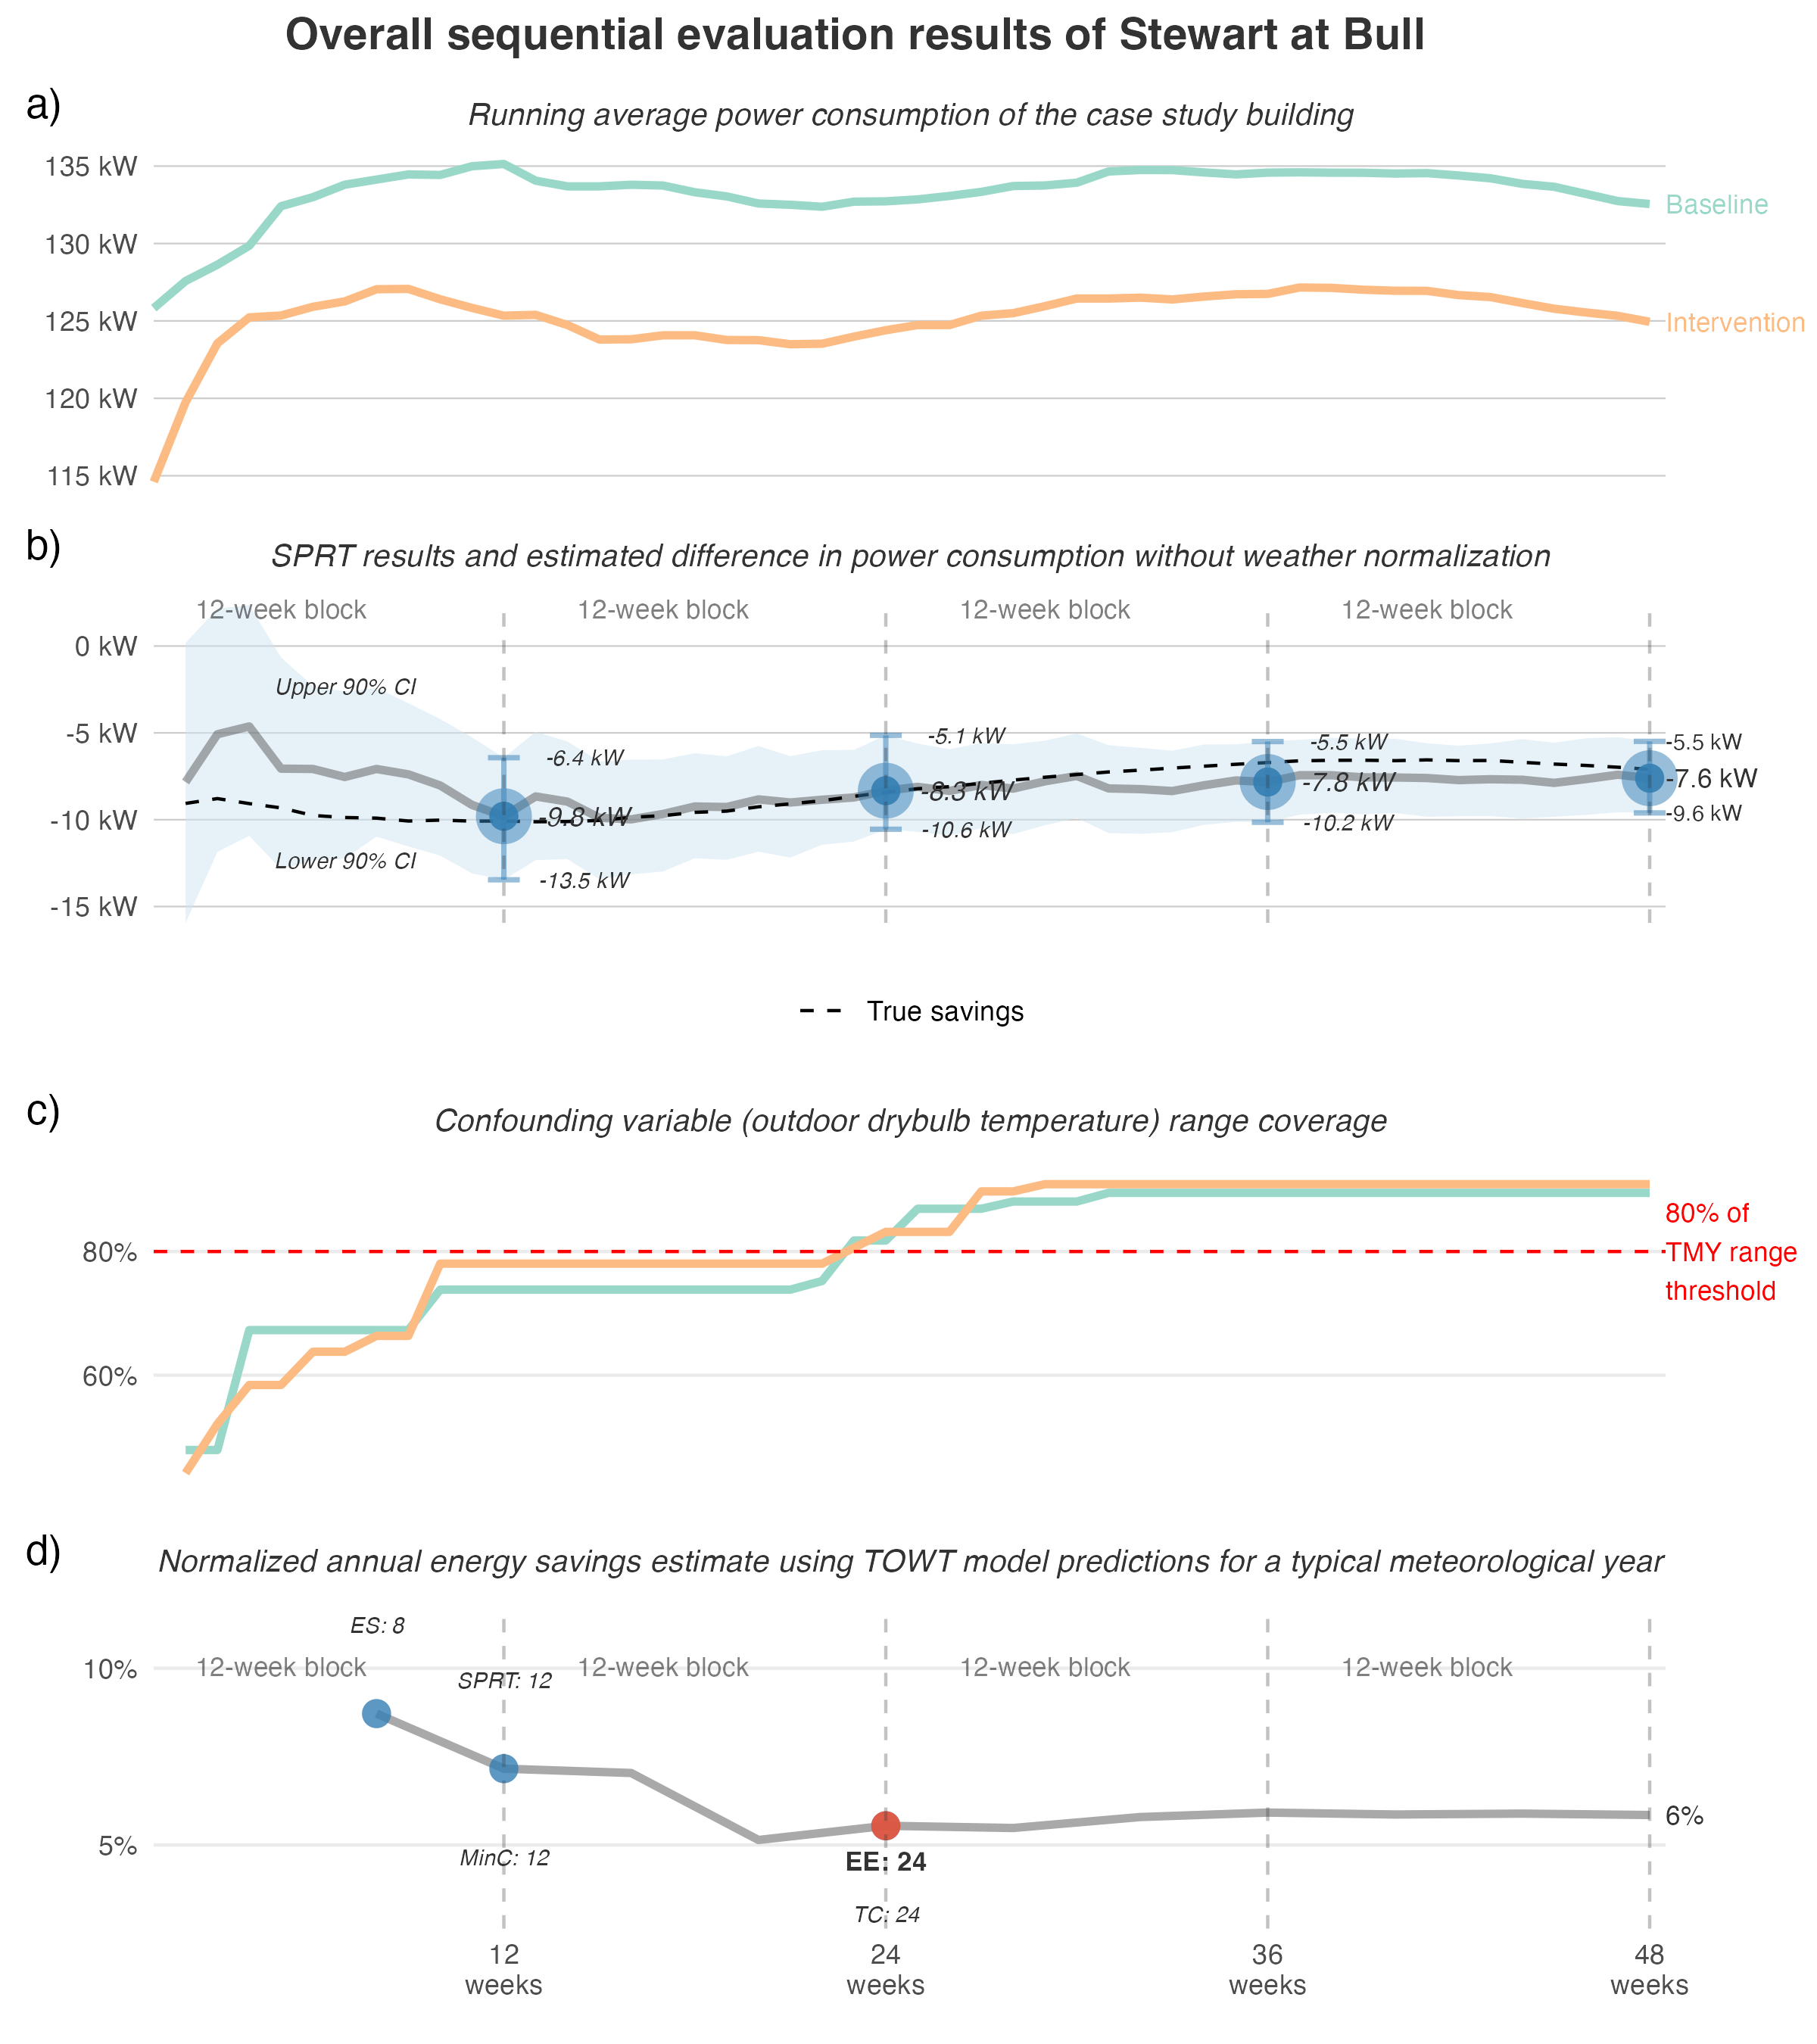 Overall sequential evaluation results of Stewart at Bull
a)
Running average power consumption of the case study building
135 kW
130 kW
125 kW
120 kW
115 kW
Baseline
Intervention
b)
SPRT results and estimated difference in power consumption without weather normalization
12-week block 12-week block 12-week block 12-week block
0 kW
-5 kW
-10 kW
-15 kW
Upper 90% CI
Lower 90% CI
-6.4 kW
-9.8 kW
-13.5 kW
-5.1 kW
-8.3 kW
-10.6 kW
-5.5 kW
-7.8 kW
-10.2 kW
-5.5 kW
-7.6 kW
-9.6 kW
True savings
c)
Confounding variable (outdoor drybulb temperature) range coverage
80%
60%
80% of
TMY range
threshold
d)
Normalized annual energy savings estimate using TOWT model predictions for a typical meteorological year
ES: 8
12-week block 12-week block 12-week block 12-week block
10%
5%
SPRT: 12
MinC: 12
EE: 24
TC: 24
6%
12
weeks
24
weeks
36
weeks
48
weeks